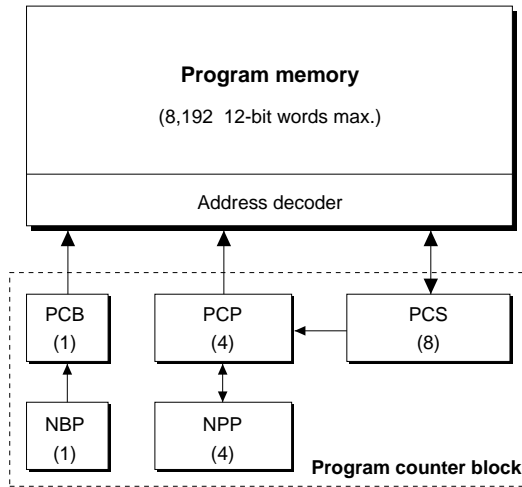 Program memory
(8,192 12-bit words max.)
Address decoder
PCB
(1)
PCP
(4)
PCS
(8)
NBP
(1)
NPP
(4)
Program counter block